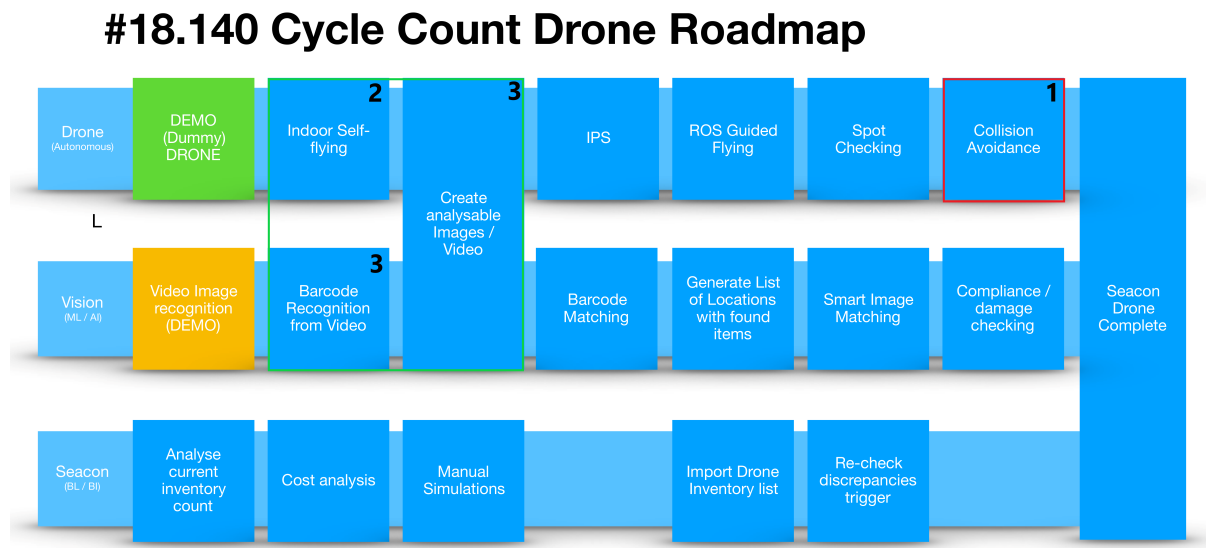 #18.140 Cycle Count Drone Roadmap
Drone
(Autonomous)
DEMO
(Dummy)
DRONE
2
Indoor Self-
flying
3
Create
analysable
Images /
Video
IPS
ROS Guided
Flying
Spot
Checking
1
Collision
Avoidance
L
Vision
(ML / AI)
Video Image
recognition
(DEMO)
3
Barcode
Recognition
from Video
Barcode
Matching
Generate List
of Locations
with found
items
Smart Image
Matching
Compliance /
damage
checking
Seacon
Drone
Complete
Seacon
(BL / BI)
Analyse
current
inventory
count
Cost analysis
Manual
Simulations
Import Drone
Inventory list
Re-check
discrepancies
trigger